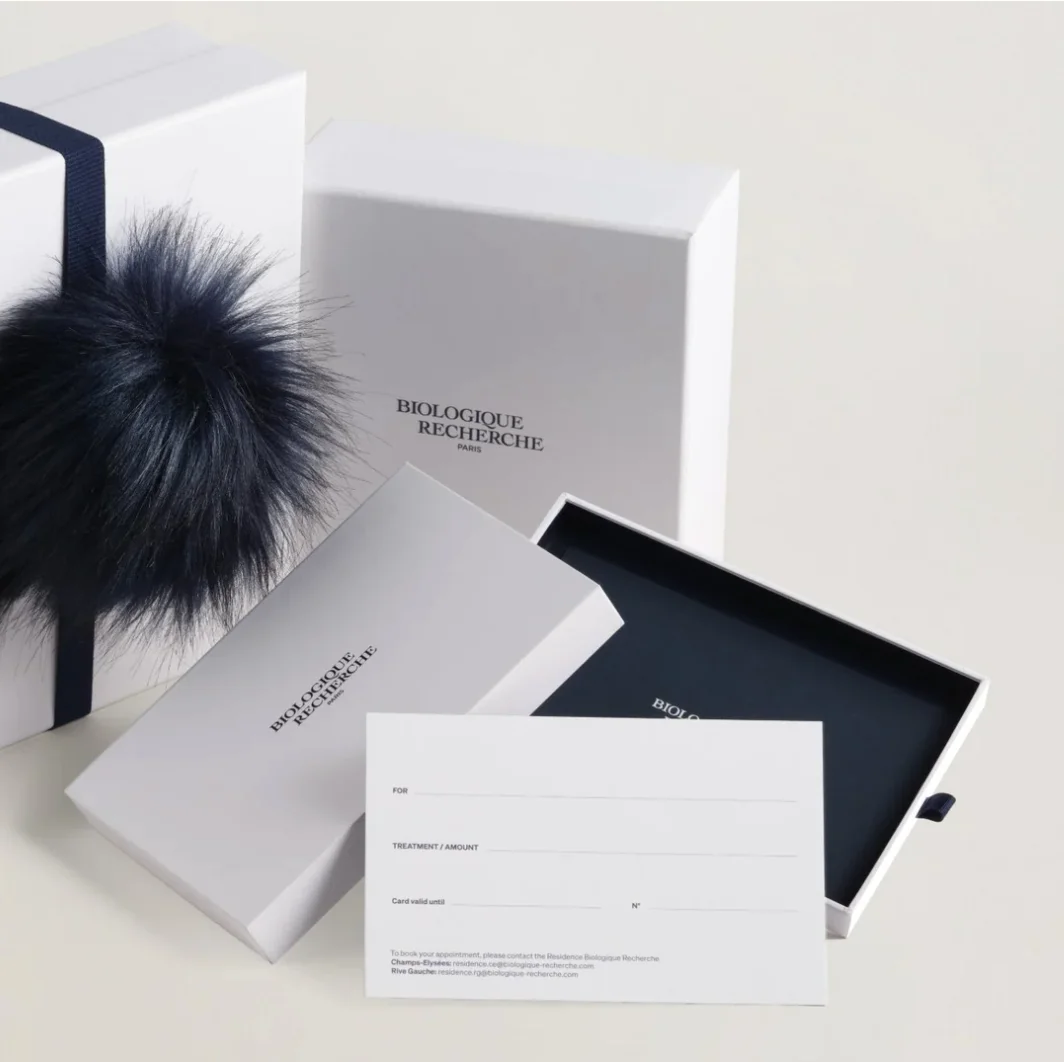 BIOLOGIQUE
RECHERCHE
PARIS
BIOLOGIQUE
RECHERCHE
PARIS
FOR
TREATMENT / AMOUNT
Card valid until N°
To book your appointment, please contact the Residence Biologique Recherche
Champs-Elysées: residence.ce@biologique-recherche.com
Rive Gauche: residence.rg@biologique-recherche.com